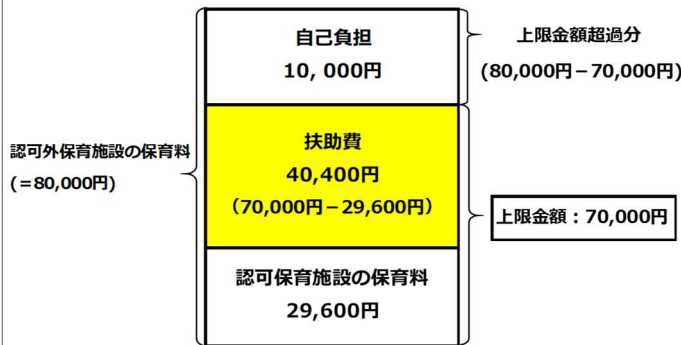 自己負担
10, 000円
上限金額超過分
(80,000円－70,000円)
認可外保育施設の保育料
(＝80,000円)
扶助費
40,400円
（70,000円－29,600円）
上限金額：70,000円
認可保育施設の保育料
29,600円